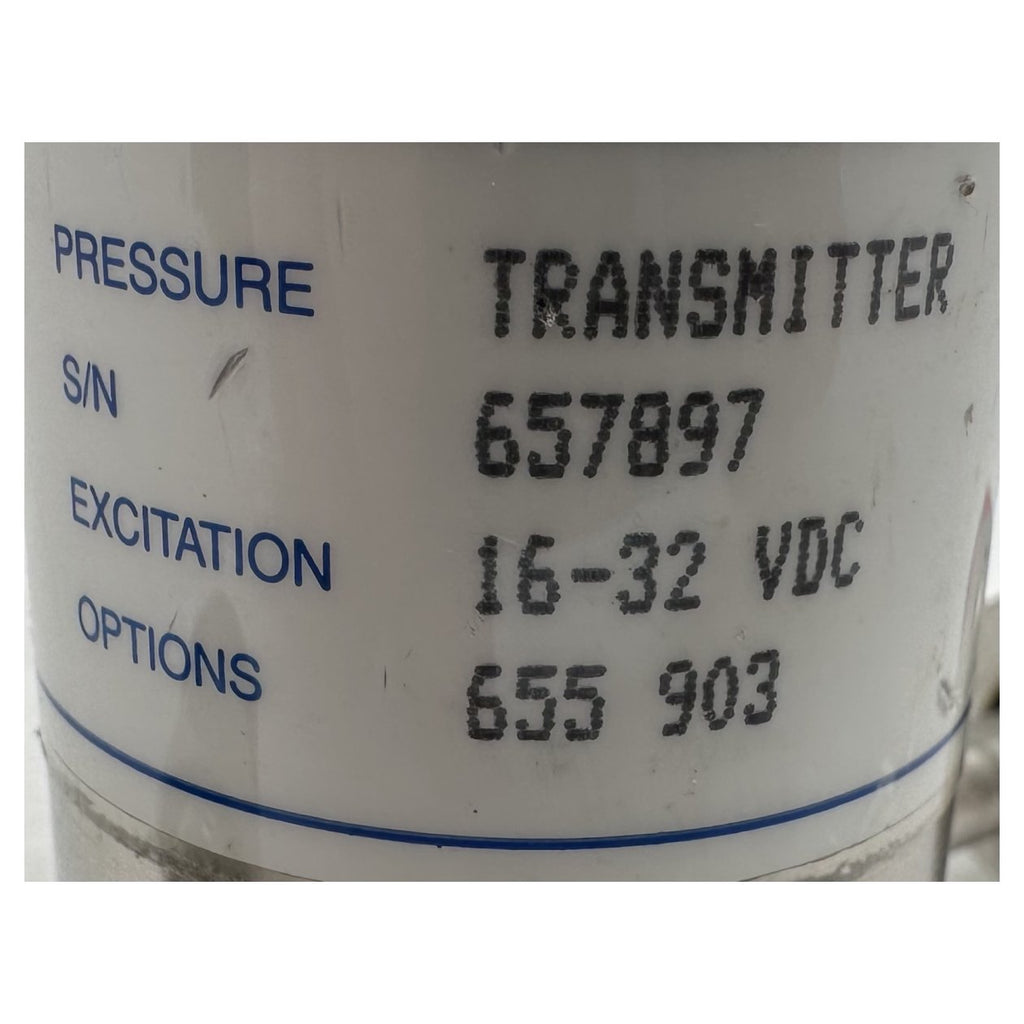 PRESSURE TRANSMITTER
S/N 657897
EXCITATION 16-32 VDC
OPTIONS 655 903